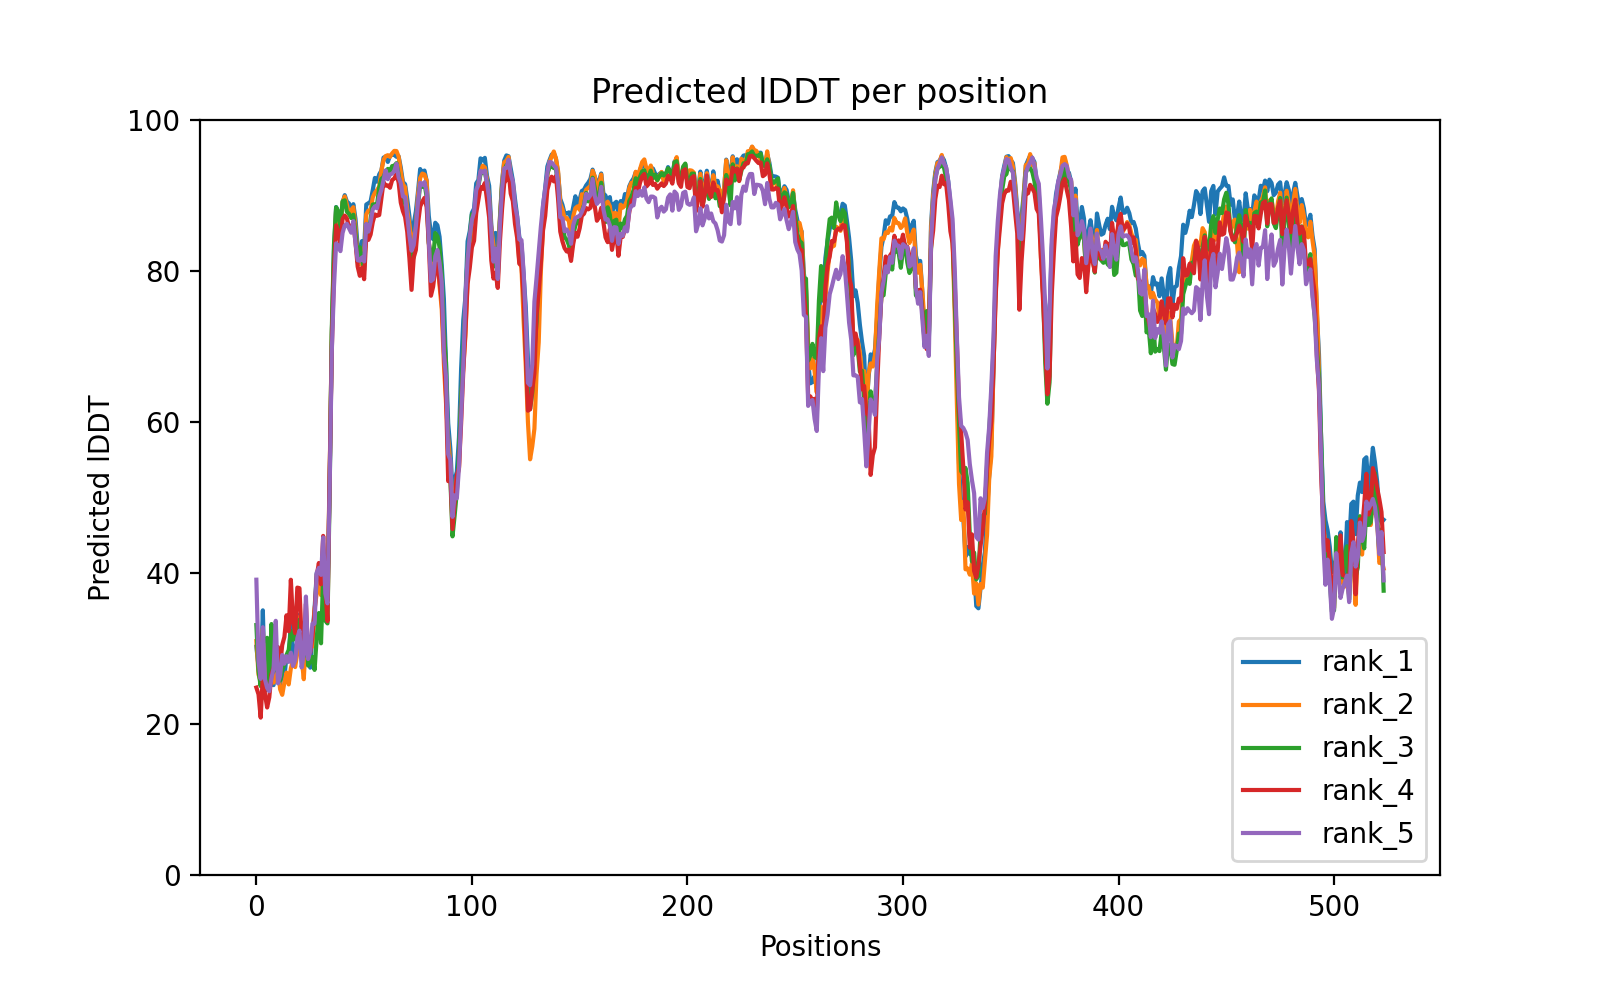 Predicted lDDT per position
100
80
60
40
20
0
Predicted lDDT
0 100 200 300 400 500
Positions
rank_1
rank_2
rank_3
rank_4
rank_5